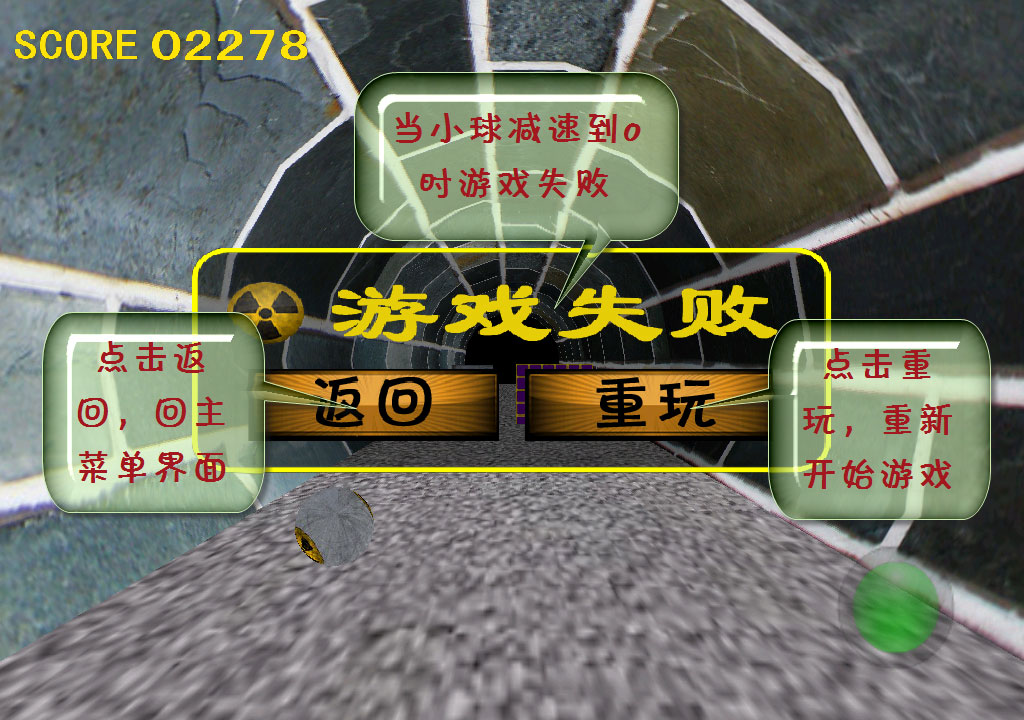 SCORE 02278
当小球减速到0
时游戏失败
游戏失败
点击返
回，回主
菜单界面
返回
重玩
点击重
玩，重新
开始游戏